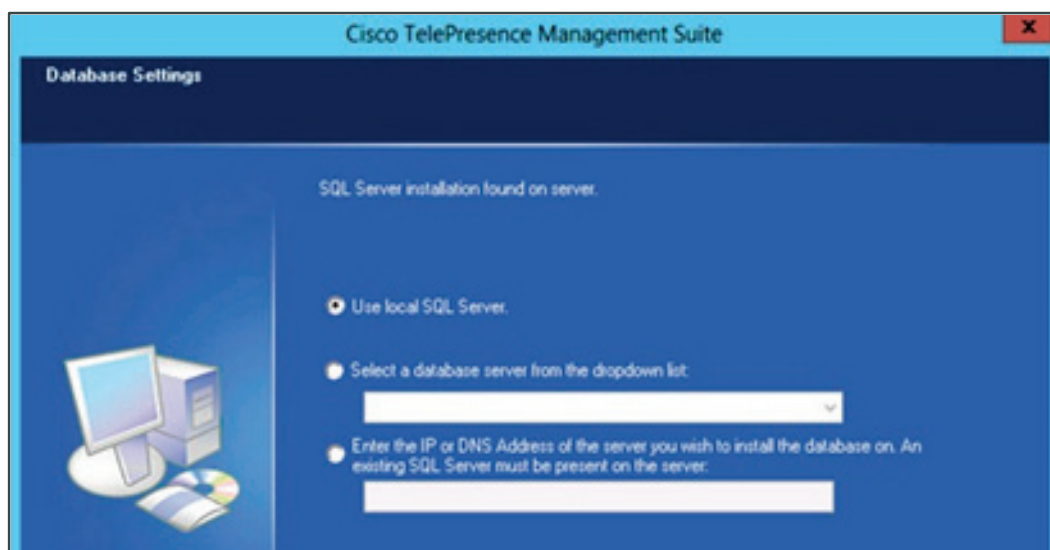 Cisco TelePresence Management Suite
Database Settings
SQL Server installation found on server.
Use local SQL Server.
Select a database server from the dropdown list:
Enter the IP or DNS Address of the server you wish to install the database on. An
existing SQL Server must be present on the server: